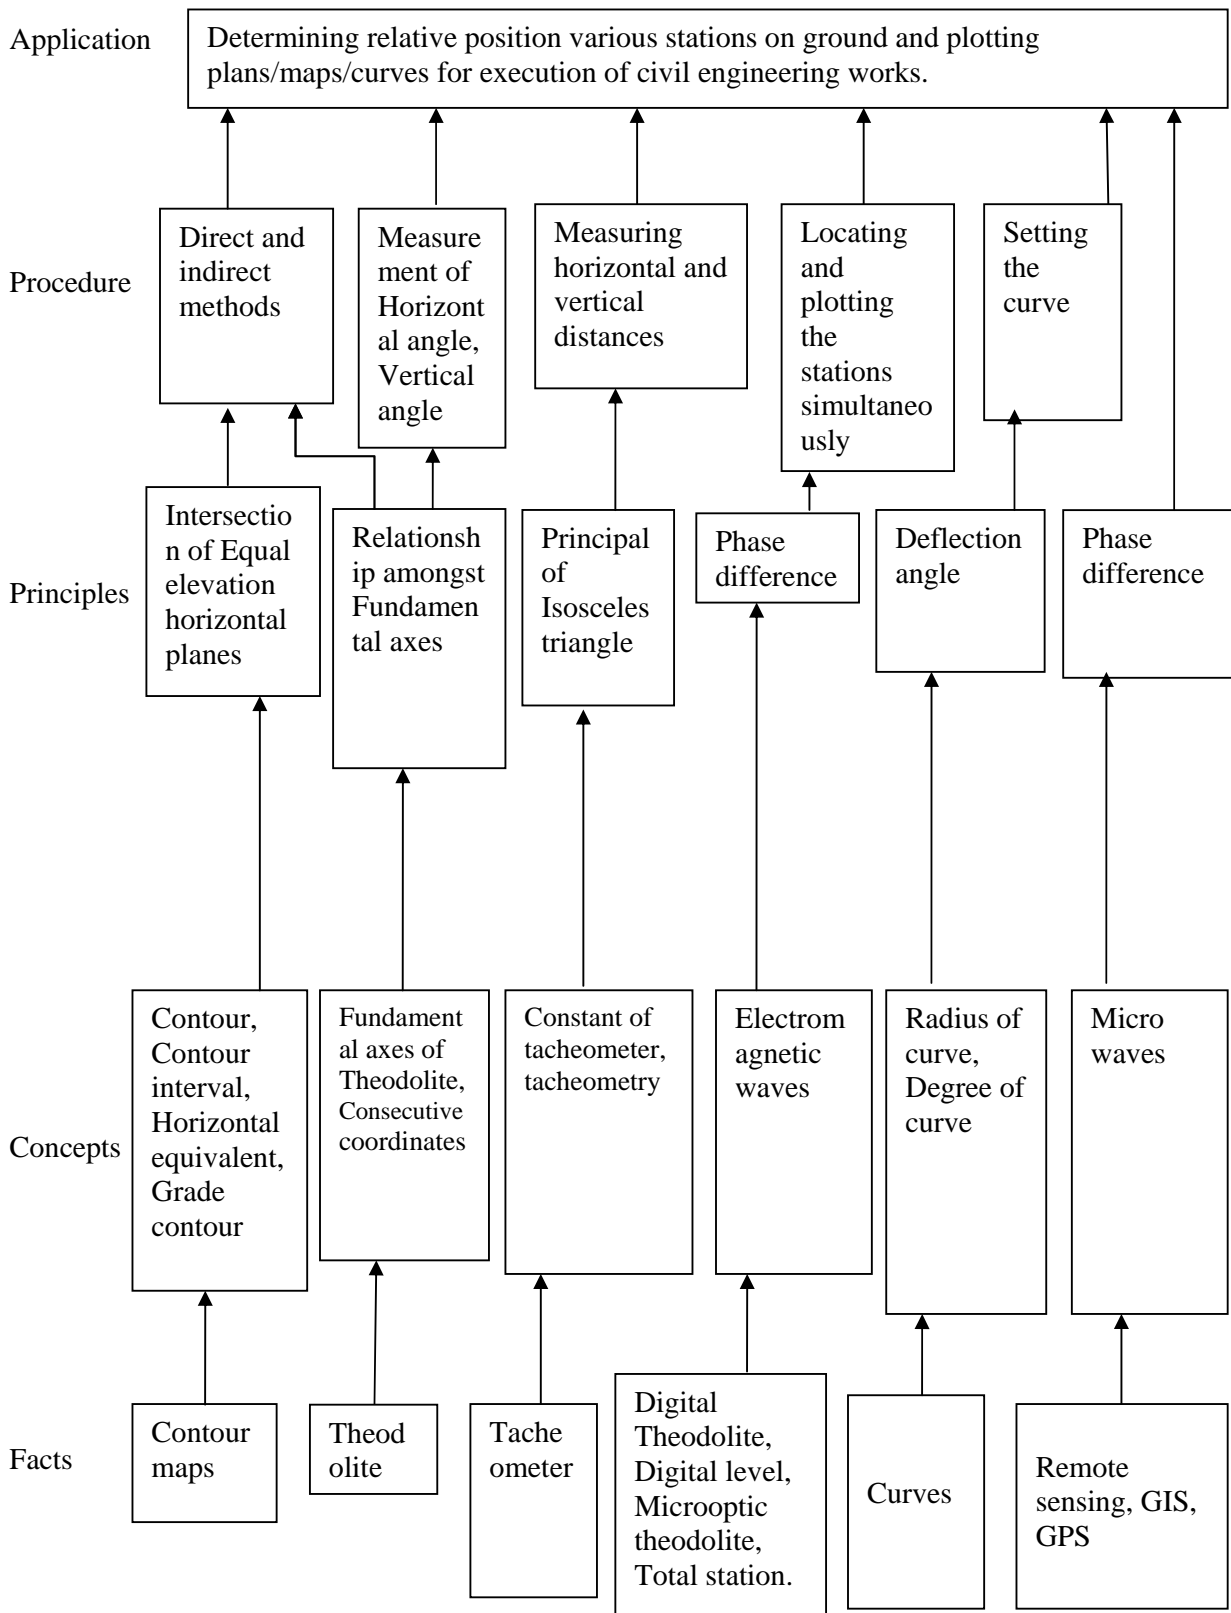 Application
Determining relative position various stations on ground and plotting
plans/maps/curves for execution of civil engineering works.
Procedure
Direct and
indirect
methods
Measure
ment of
Horizont
al angle,
Vertical
angle
Measuring
horizontal and
vertical
distances
Locating
and
plotting
the
stations
simultaneo
usly
Setting
the
curve
Principles
Intersectio
n of Equal
elevation
horizontal
planes
Relationsh
ip amongst
Fundamen
tal axes
Principal
of
Isosceles
triangle
Phase
difference
Deflection
angle
Phase
difference
Concepts
Contour,
Contour
interval,
Horizontal
equivalent,
Grade
contour
Fundament
al axes of
Theodolite,
Consecutive
coordinates
Constant of
tacheometer,
tacheometry
Electrom
agnetic
waves
Radius of
curve,
Degree of
curve
Micro
waves
Facts
Contour
maps
Theod
olite
Tache
ometer
Digital
Theodolite,
Digital level,
Microoptic
theodolite,
Total station.
Curves
Remote
sensing, GIS,
GPS